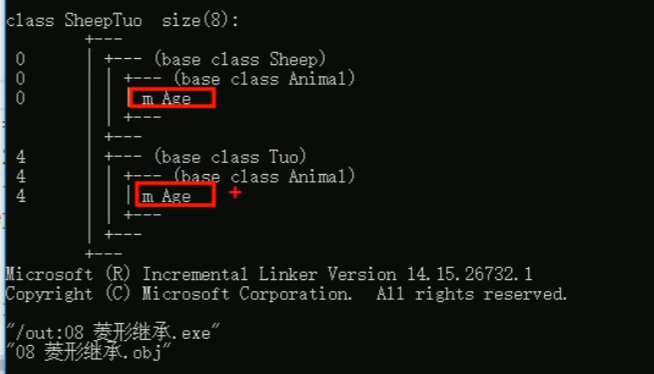 class SheepTuo  size(8):
        +---
 0      | +--- (base class Sheep)
 0      | | +--- (base class Animal)
 0      | | | m_Age
        | | +---
        | +---
 4      | +--- (base class Tuo)
 4      | | +--- (base class Animal)
 4      | | | m_Age
        | | +---
        | +---
        +---
Microsoft (R) Incremental Linker Version 14.15.26732.1
Copyright (C) Microsoft Corporation.  All rights reserved.
"/out:08 菱形继承.exe"
"08 菱形继承.obj"